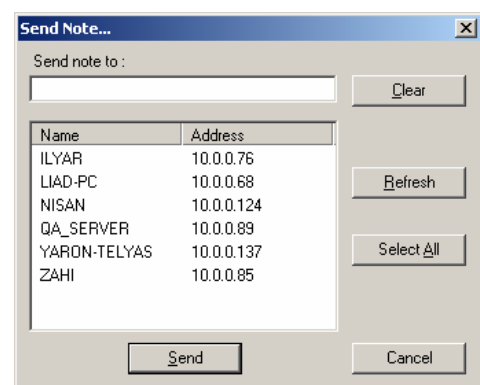 Send Note...
Send note to :
Clear
Name Address
ILYAR 10.0.0.76
LIAD-PC 10.0.0.68
Refresh
NISAN 10.0.0.124
QA_SERVER 10.0.0.89
YARON-TELYAS 10.0.0.137
Select All
ZAHI 10.0.0.85
Send Cancel